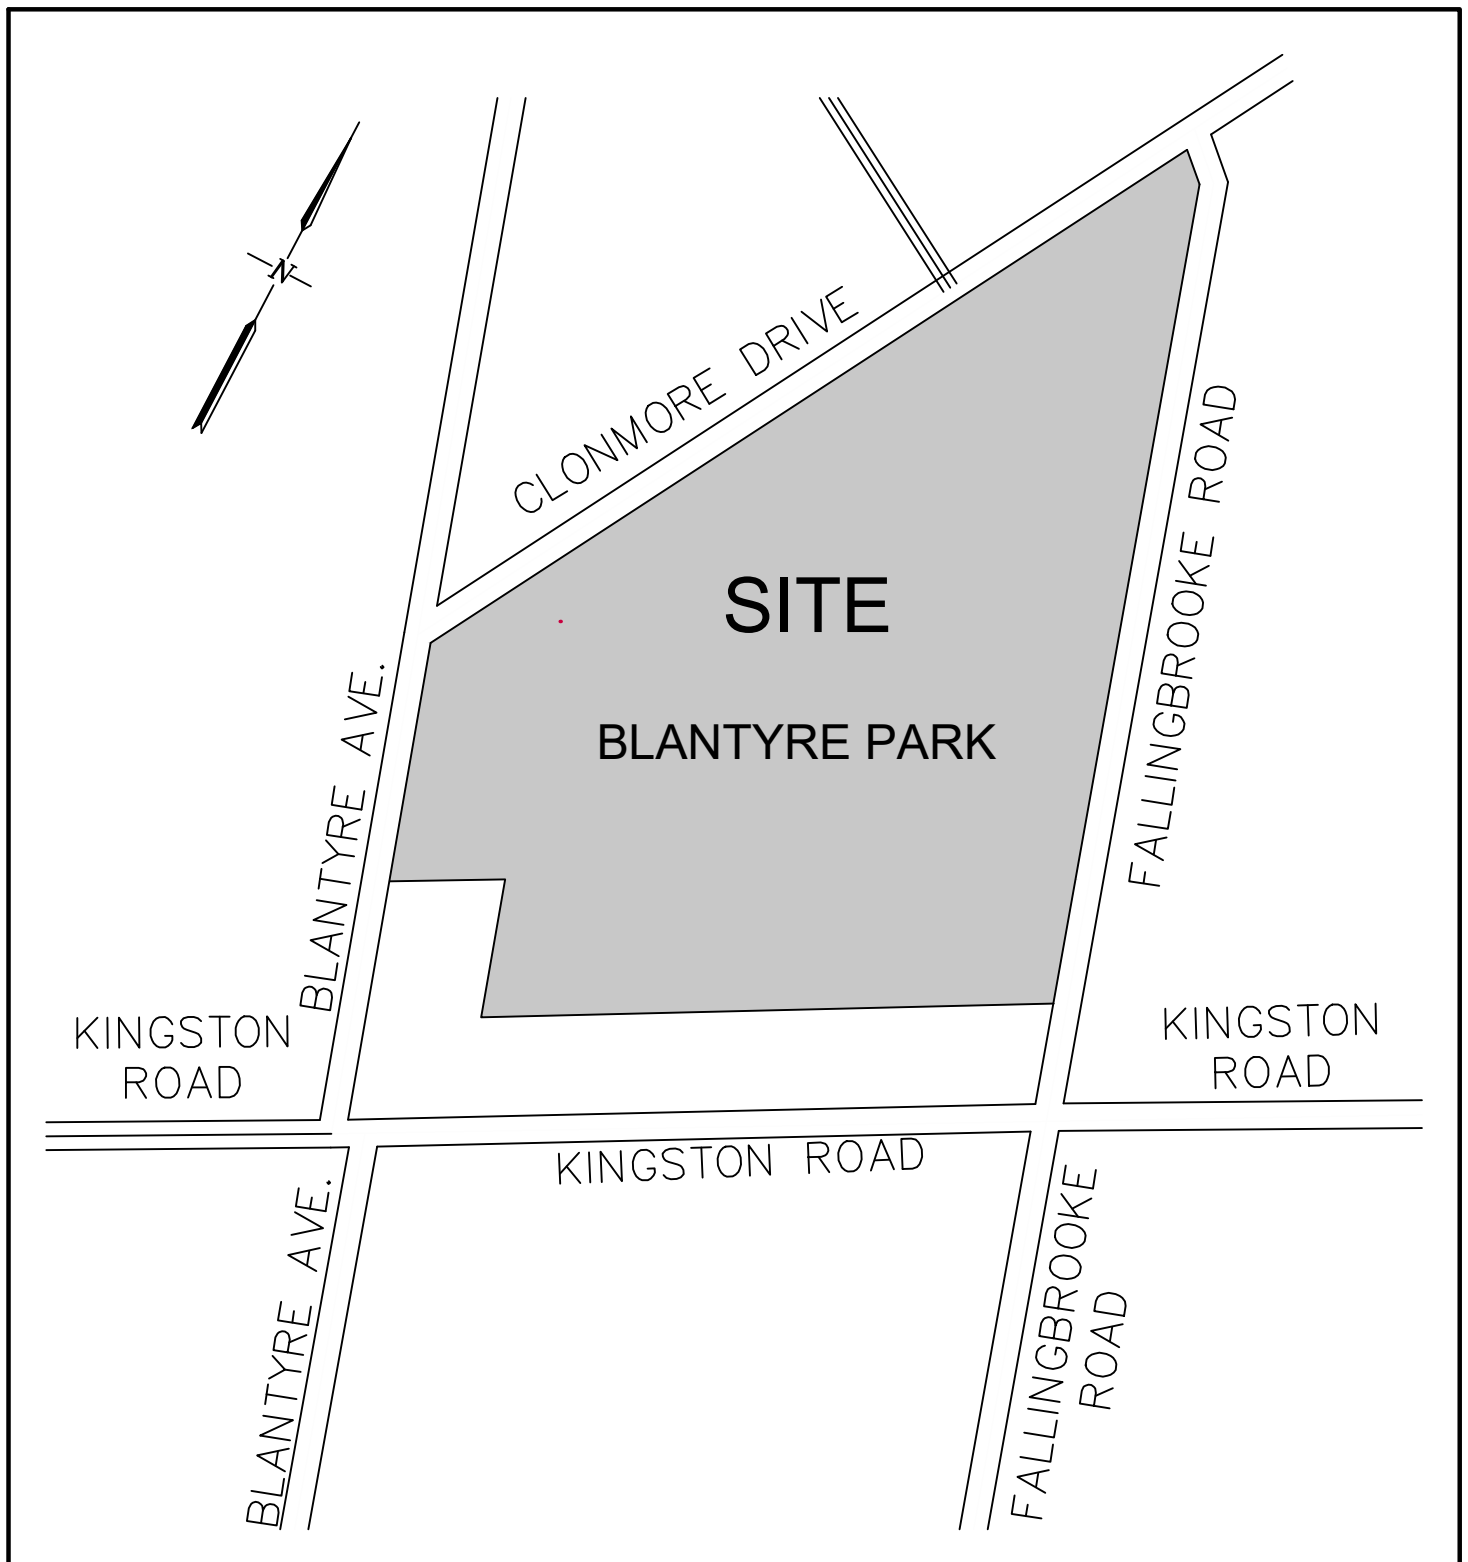 N
CLONMORE DRIVE
FALLINGBROOKE ROAD
SITE
BLANTYRE PARK
BLANTYRE AVE.
KINGSTON
ROAD
KINGSTON
ROAD
KINGSTON ROAD
BLANTYRE AVE.
FALLINGBROOKE
ROAD